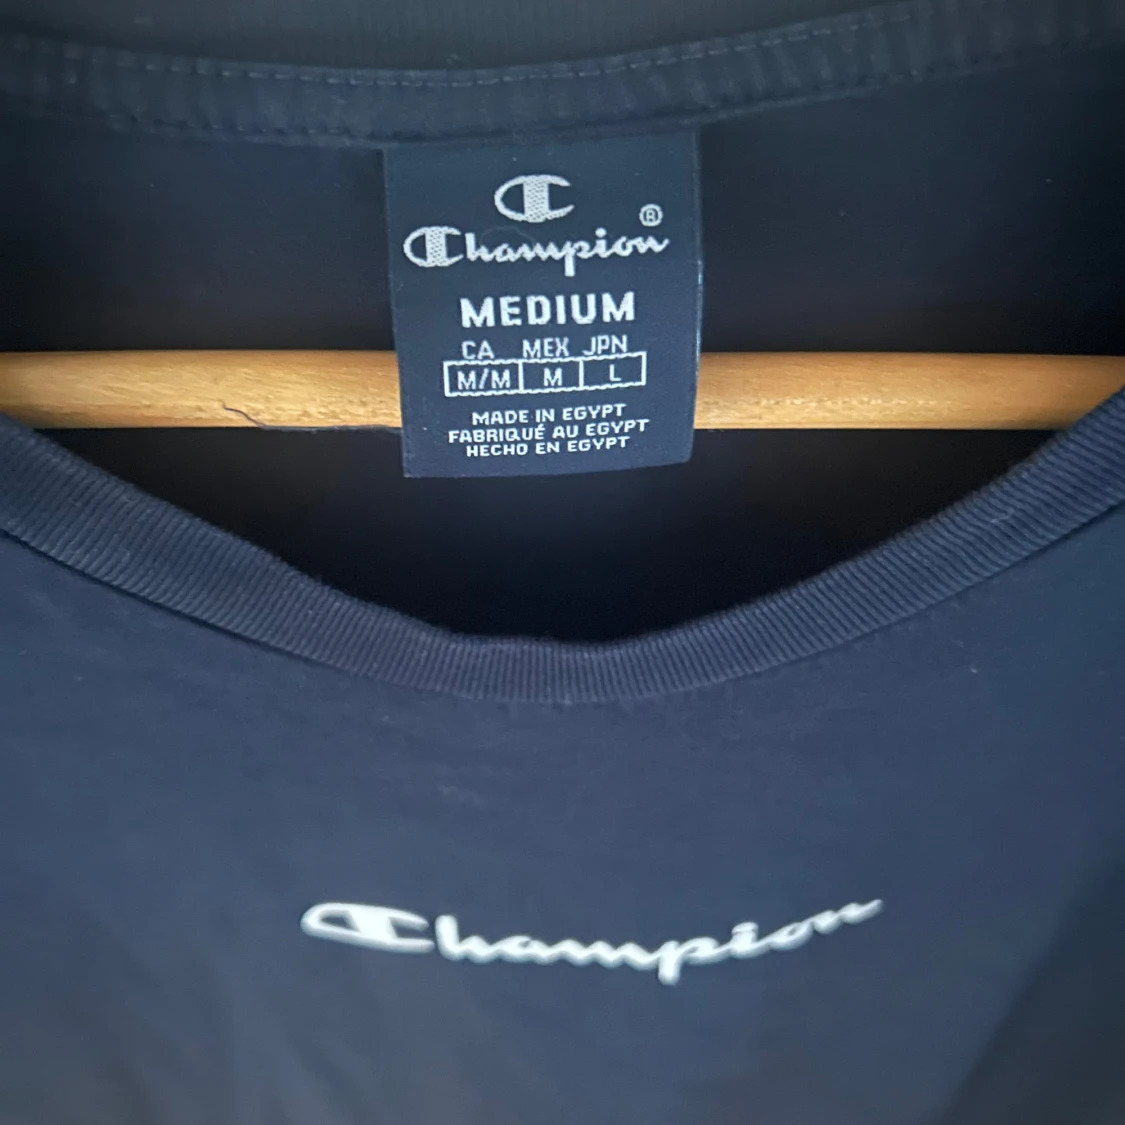 Champion®
MEDIUM
CA MEX JPN
M/M M L
MADE IN EGYPT
FABRIQUÉ AU EGYPT
HECHO EN EGYPT
Champion